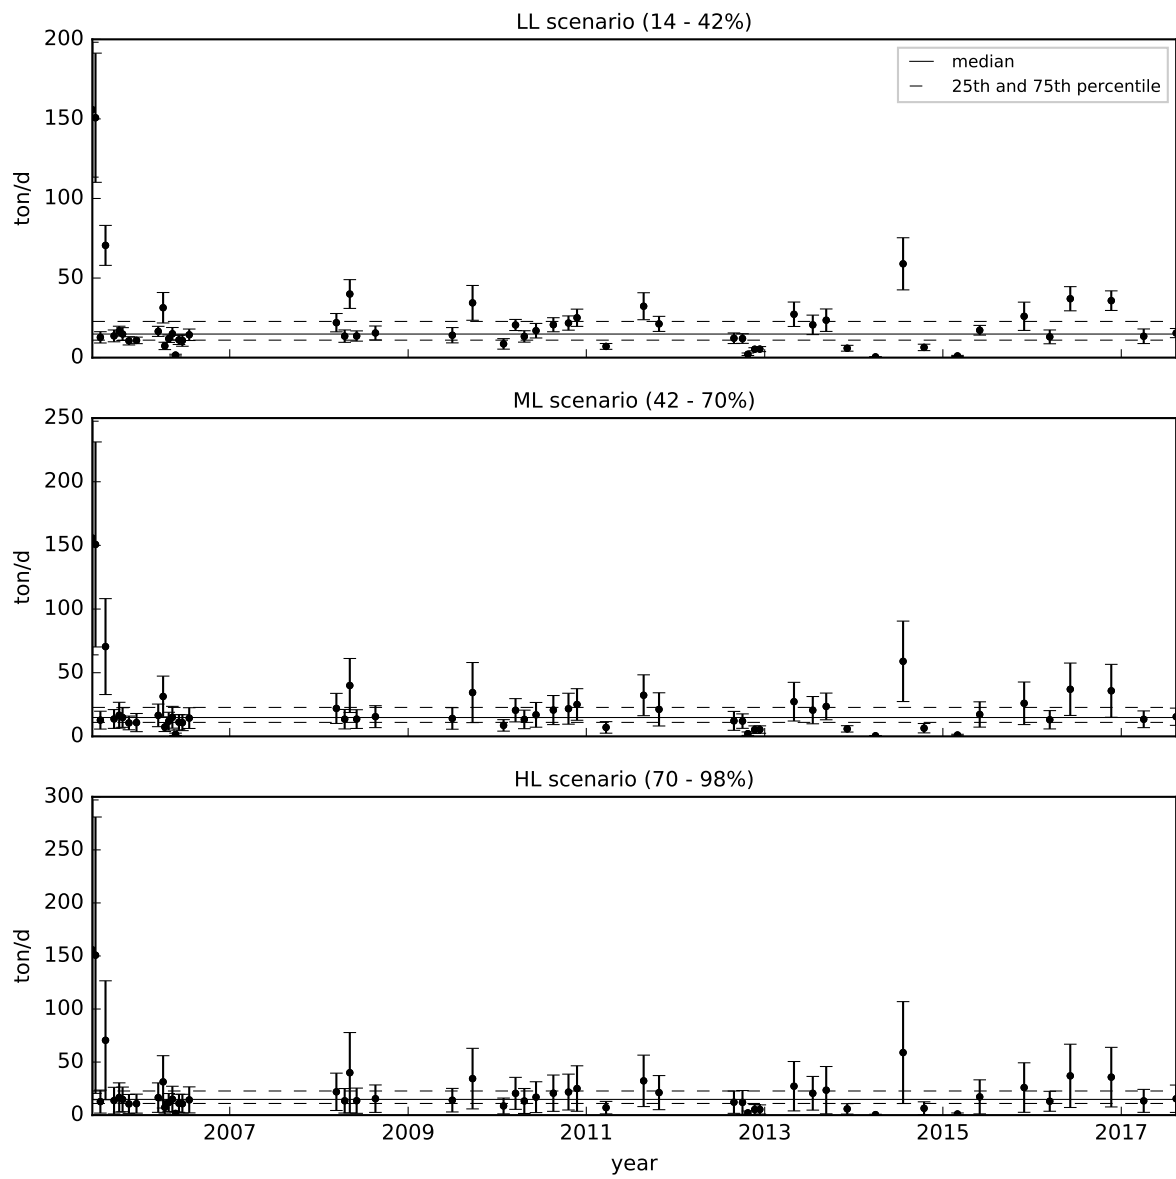 LL scenario (14 - 42%)
200
150
100
50
0
ton/d
median
25th and 75th percentile
ML scenario (42 - 70%)
250
200
150
100
50
0
ton/d
HL scenario (70 - 98%)
300
250
200
150
100
50
0
ton/d
2007 2009 2011 2013 2015 2017
year